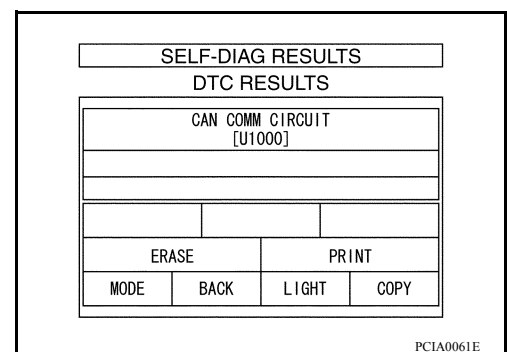 SELF-DIAG RESULTS
DTC RESULTS
CAN COMM CIRCUIT
[U1000]
ERASE PRINT
MODE BACK LIGHT COPY
PCIA0061E